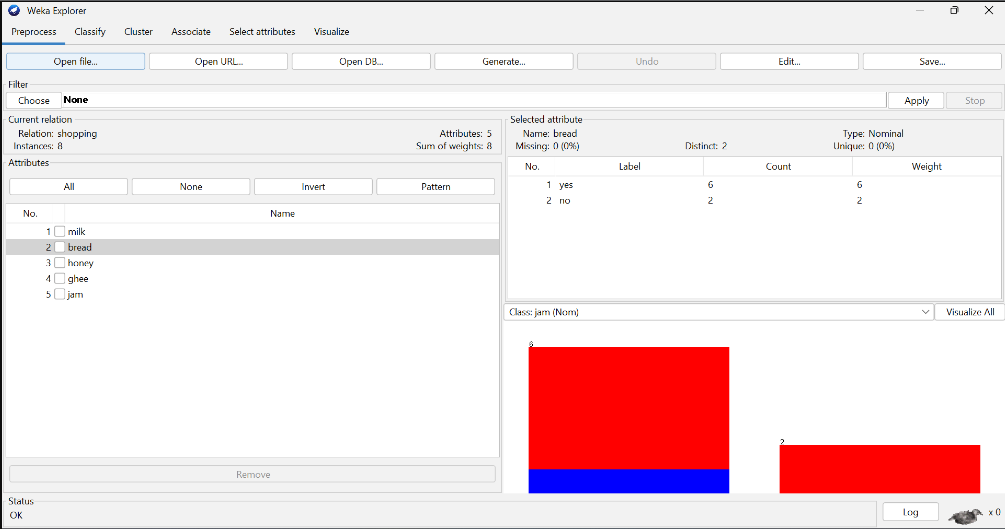 Weka Explorer
Preprocess Classify Cluster Associate Select attributes Visualize
Open file... Open URL... Open DB... Generate... Undo Edit... Save...
Filter
Choose None Apply Stop
Current relation
Relation: shopping Attributes: 5
Instances: 8 Sum of weights: 8
Selected attribute
Name: bread Type: Nominal
Missing: 0 (0%) Distinct: 2 Unique: 0 (0%)
No. Label Count Weight
1 yes 6 6
2 no 2 2
Attributes
All None Invert Pattern
No. Name
1 milk
2 bread
3 honey
4 ghee
5 jam
Remove
Class: jam (Nom) Visualize All
6
2
Status
OK
Log x 0